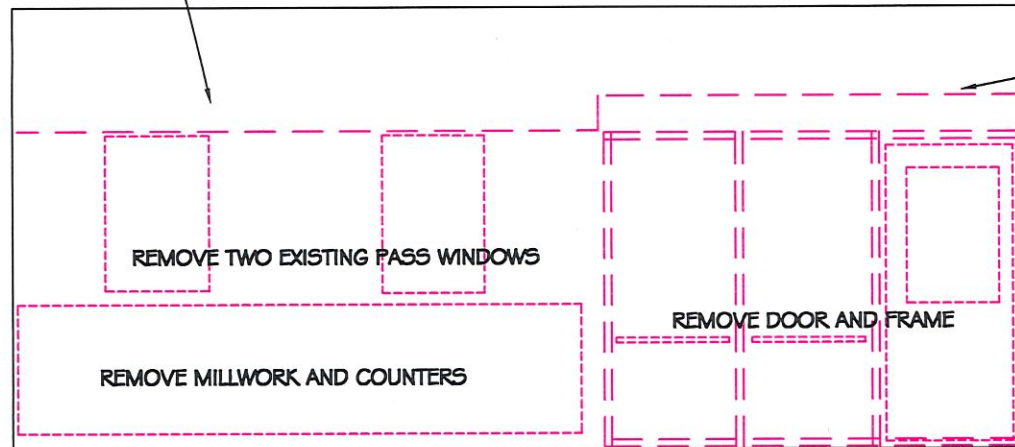 REMOVE TWO EXISTING PASS WINDOWS
REMOVE DOOR AND FRAME
REMOVE MILLWORK AND COUNTERS